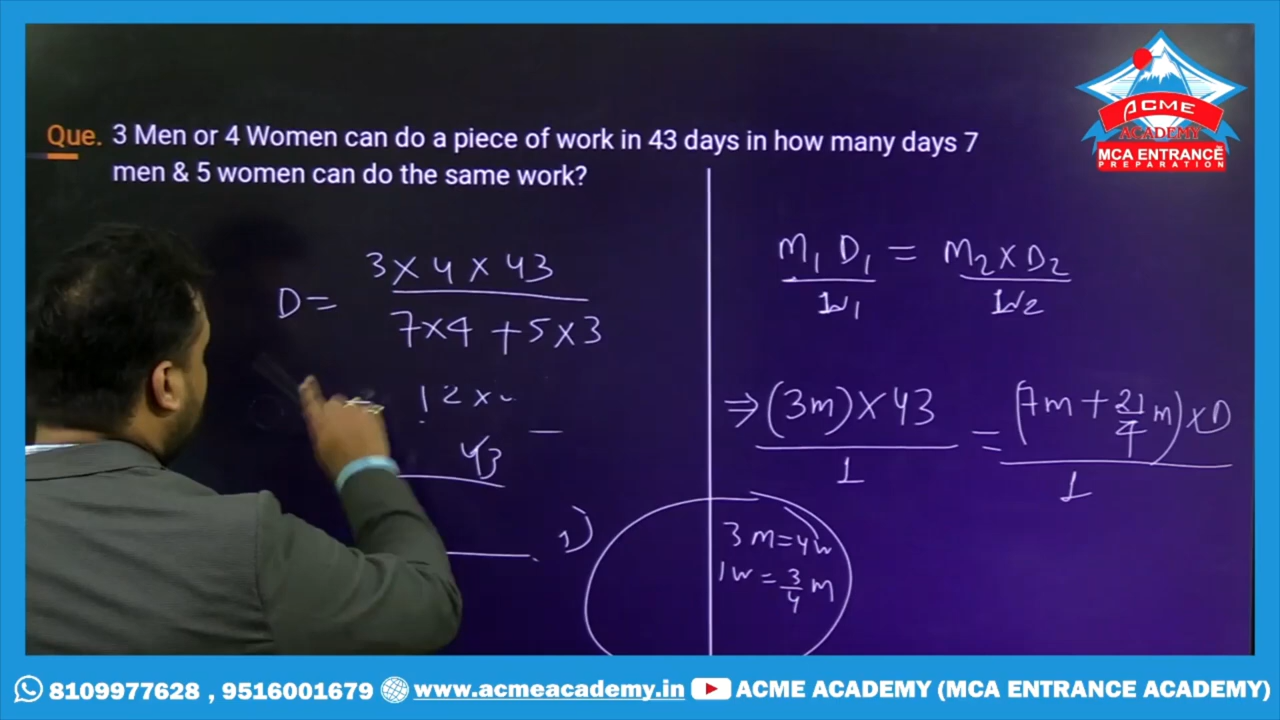 ACME
ACADEMY
MCA ENTRANCE
PREPARATION
Que. 3 Men or 4 Women can do a piece of work in 43 days in how many days 7
men & 5 women can do the same work?
D = 3 × 4 × 43
7×4 + 5×3
12 ×
43
1)
M₁ D₁ = M₂ × D₂
W₁ W₂
⇒ (3m) × 43 = (7m + 21/4 m) × D
1 1
3 m = 4w
1w = 3/4 m
8109977628 , 9516001679 www.acmeacademy.in ACME ACADEMY (MCA ENTRANCE ACADEMY)